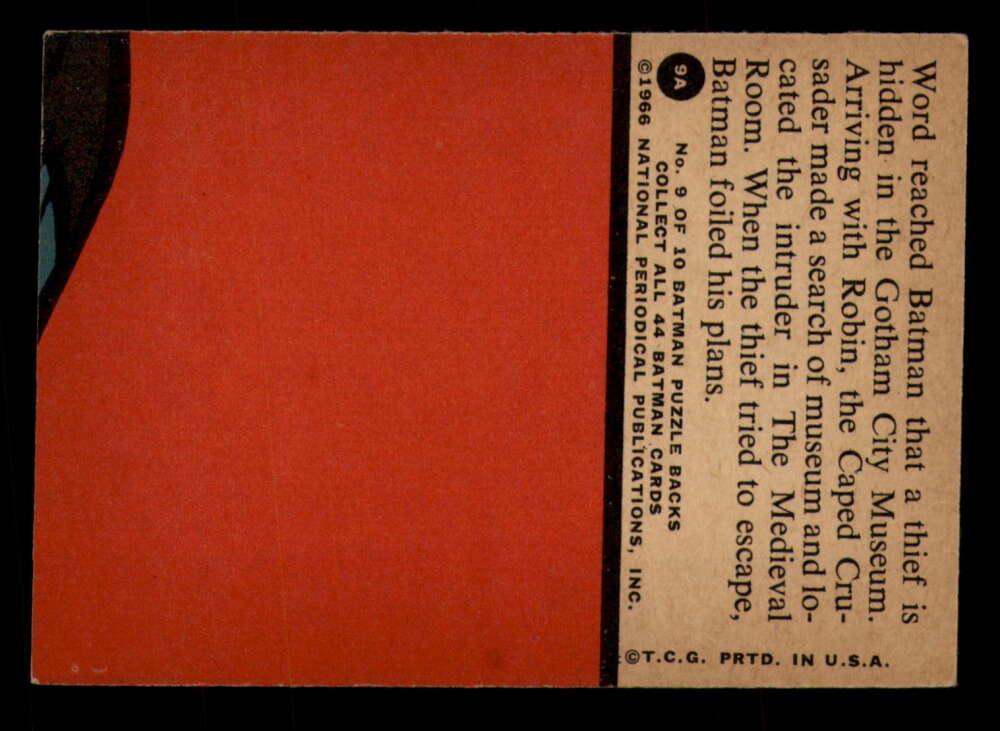 Word reached Batman that a thief is
hidden in the Gotham City Museum.
Arriving with Robin, the Caped Cru-
sader made a search of museum and lo-
cated the intruder in The Medieval
Room. When the thief tried to escape,
Batman foiled his plans.
9A
No. 9 OF 10 BATMAN PUZZLE BACKS
COLLECT ALL 44 BATMAN CARDS
©1966 NATIONAL PERIODICAL PUBLICATIONS, INC.
©T.C.G. PRTD. IN U.S.A.